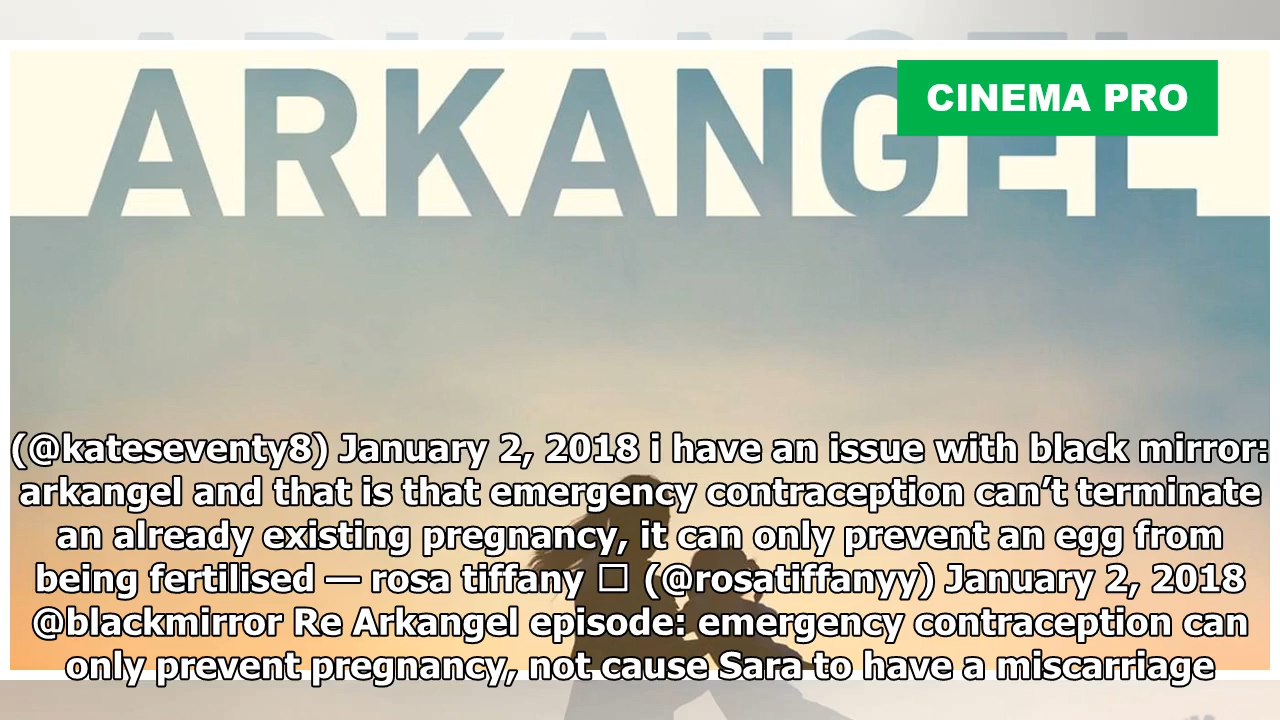 ARKANGEL
CINEMA PRO
(@kateseventy8) January 2, 2018 i have an issue with black mirror:
arkangel and that is that emergency contraception can’t terminate
an already existing pregnancy, it can only prevent an egg from
being fertilised — rosa tiffany □ (@rosatiffanyy) January 2, 2018
@blackmirror Re Arkangel episode: emergency contraception can
only prevent pregnancy, not cause Sara to have a miscarriage